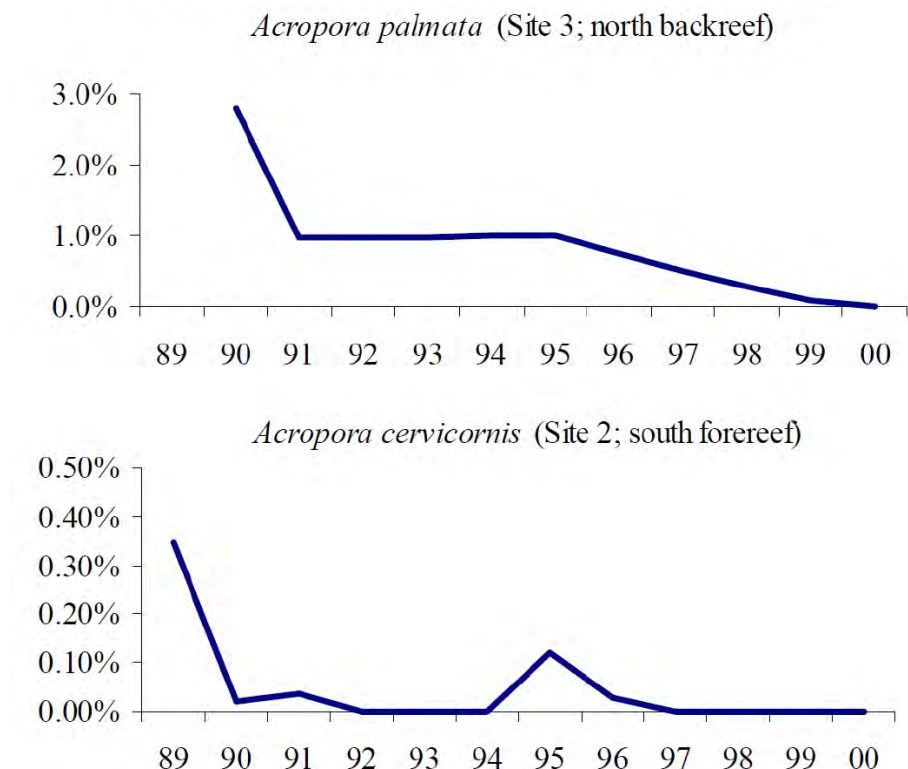 Acropora palmata (Site 3; north backreef)
3.0%
2.0%
1.0%
0.0%
89 90 91 92 93 94 95 96 97 98 99 00
Acropora cervicornis (Site 2; south forereef)
0.50%
0.40%
0.30%
0.20%
0.10%
0.00%
89 90 91 92 93 94 95 96 97 98 99 00